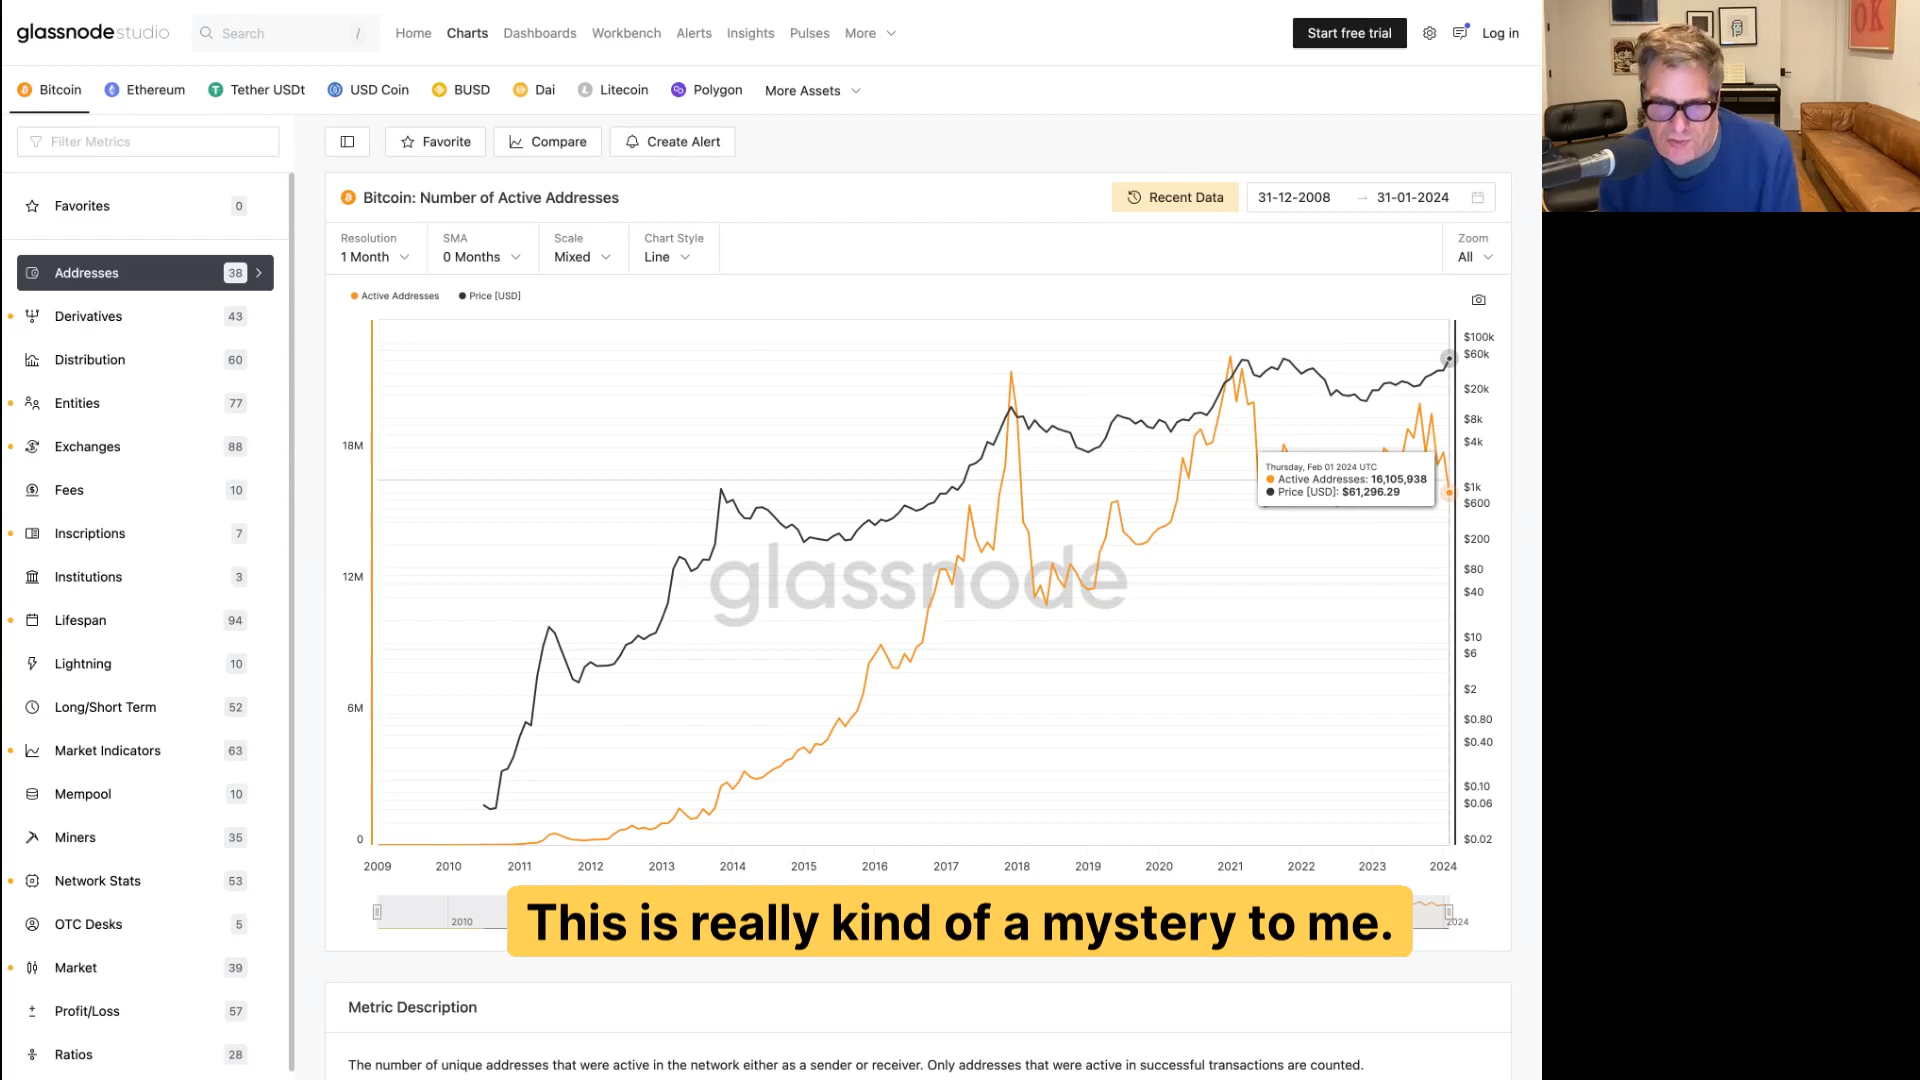 glassnodestudio
Search
/
Home
Charts
Dashboards
Workbench
Alerts
Insights
Pulses
More
Start free trial
Log in
Bitcoin
Ethereum
Tether USDt
USD Coin
BUSD
Dai
Litecoin
Polygon
More Assets
Filter Metrics
Favorites 0
Addresses 38
Derivatives 43
Distribution 60
Entities 77
Exchanges 88
Fees 10
Inscriptions 7
Institutions 3
Lifespan 94
Lightning 10
Long/Short Term 52
Market Indicators 63
Mempool 10
Miners 35
Network Stats 53
OTC Desks 5
Market 39
Profit/Loss 57
Ratios 28
Favorite
Compare
Create Alert
Bitcoin: Number of Active Addresses
Recent Data
31-12-2008 → 31-01-2024
Resolution
1 Month
SMA
0 Months
Scale
Mixed
Chart Style
Line
Zoom
All
Active Addresses
Price [USD]
18M
12M
6M
0
$100k
$60k
$20k
$8k
$4k
$1k
$600
$200
$80
$40
$10
$6
$2
$0.80
$0.40
$0.10
$0.06
$0.02
glassnode
Thursday, Feb 01 2024 UTC
Active Addresses: 16,105,938
Price [USD]: $61,296.29
2009 2010 2011 2012 2013 2014 2015 2016 2017 2018 2019 2020 2021 2022 2023 2024
2010
2024
This is really kind of a mystery to me.
Metric Description
The number of unique addresses that were active in the network either as a sender or receiver. Only addresses that were active in successful transactions are counted.
OK